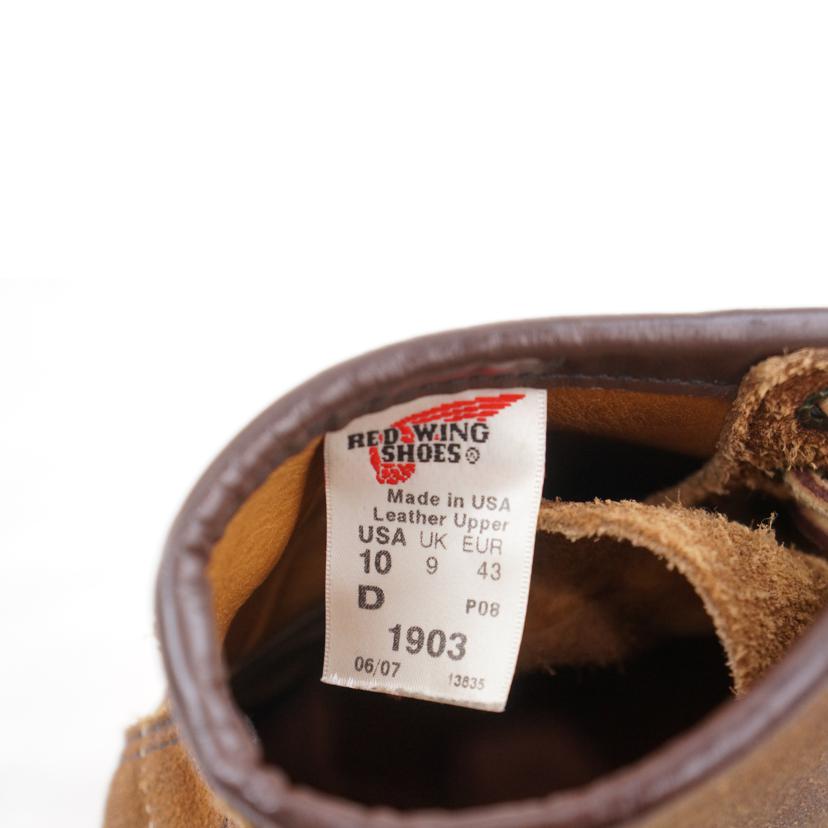 RED WING
SHOES®
Made in USA
Leather Upper
USA UK EUR
10 9 43
D P08
1903
06/07 13835